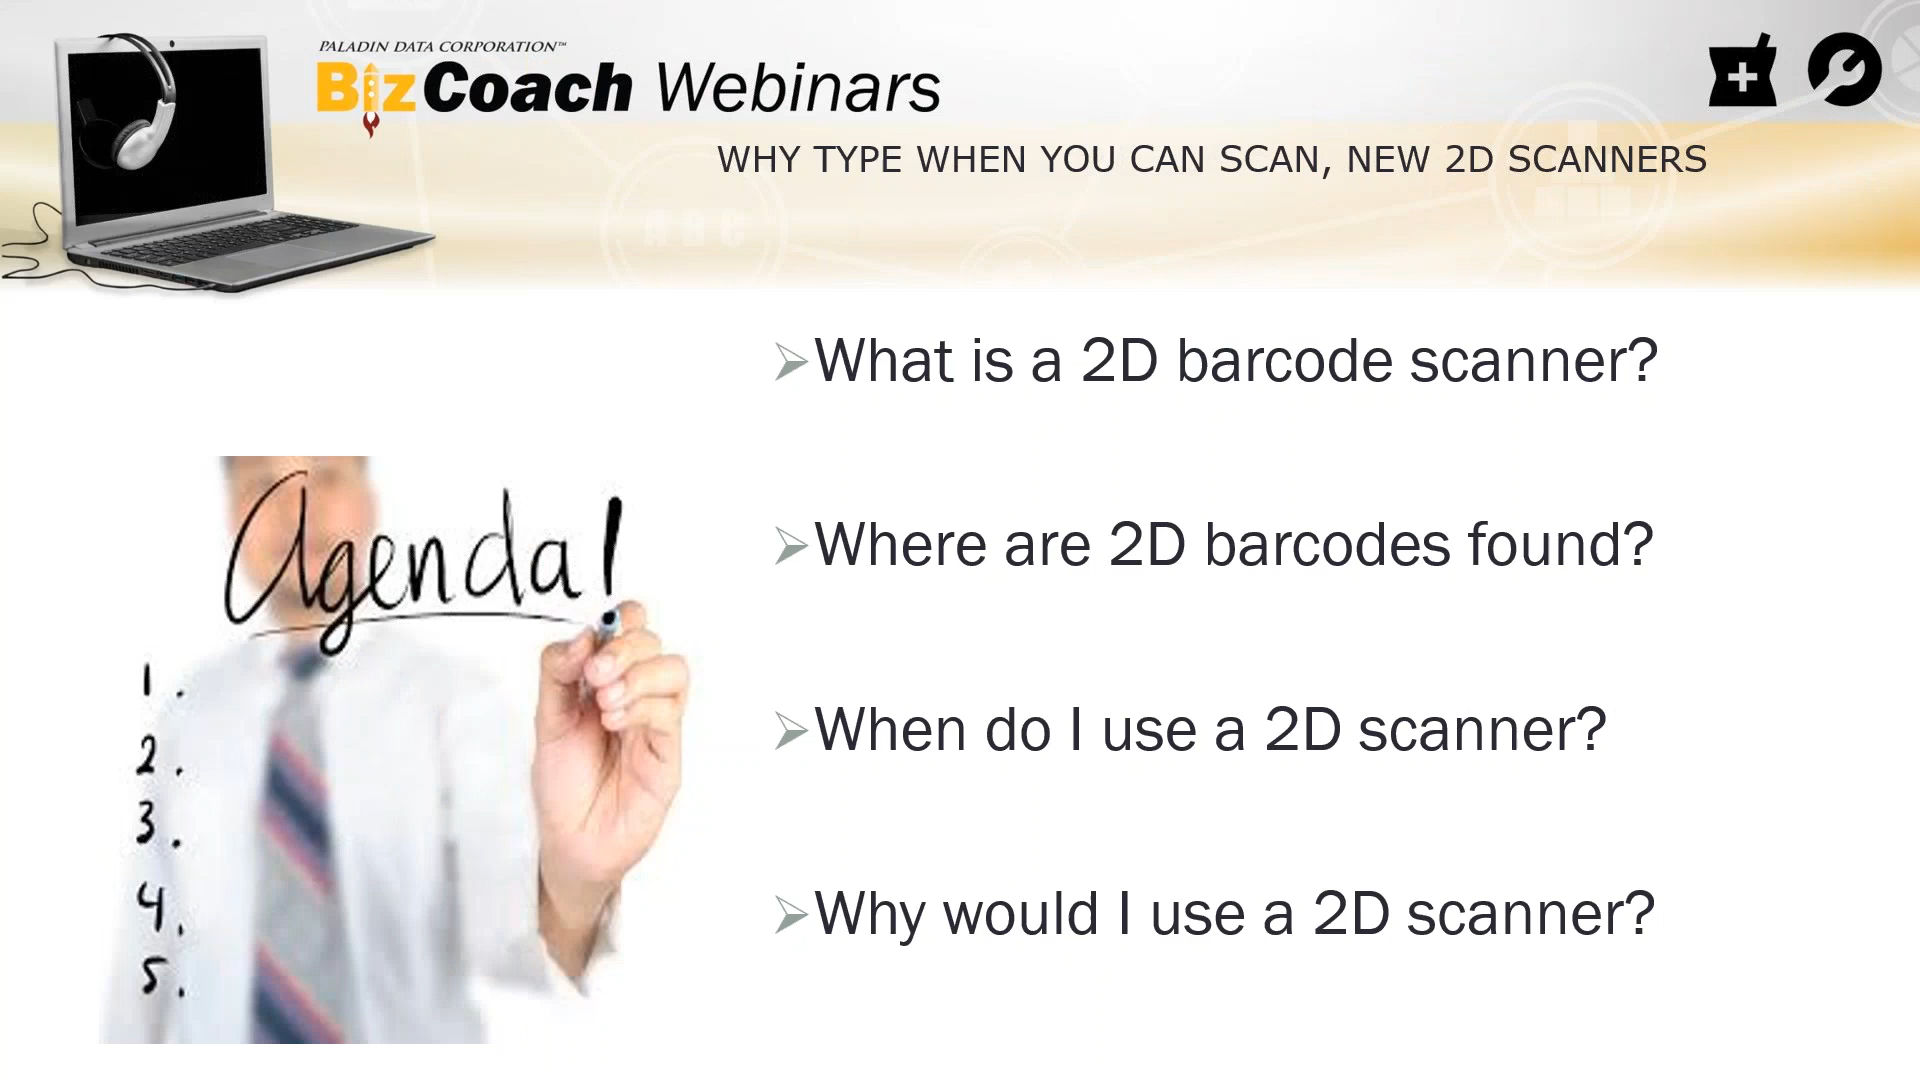 PALADIN DATA CORPORATION™
BizCoach Webinars
WHY TYPE WHEN YOU CAN SCAN, NEW 2D SCANNERS
What is a 2D barcode scanner?
Where are 2D barcodes found?
When do I use a 2D scanner?
Why would I use a 2D scanner?
Agenda!
1.
2.
3.
4.
5.